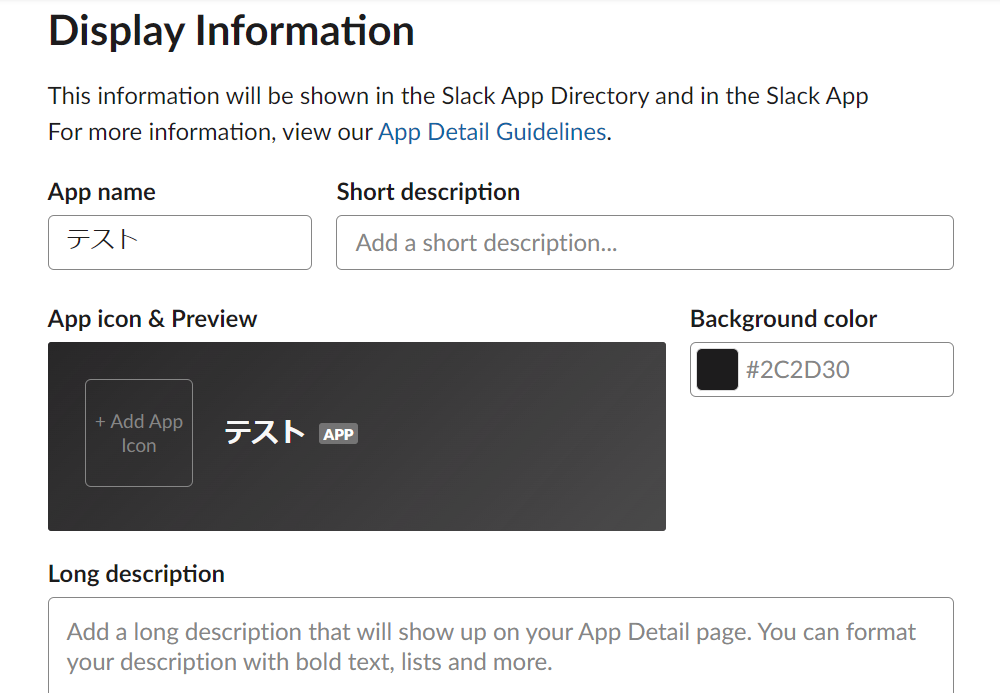 Display Information
This information will be shown in the Slack App Directory and in the Slack App
For more information, view our App Detail Guidelines.
App name
Short description
テスト
Add a short description...
App icon & Preview
Background color
#2C2D30
+ Add App
Icon
テスト APP
Long description
Add a long description that will show up on your App Detail page. You can format
your description with bold text, lists and more.